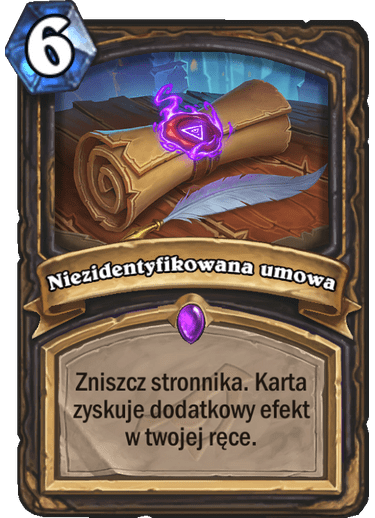 6
Niezidentyfikowana umowa
Zniszcz stronnika. Karta
zyskuje dodatkowy efekt
w twojej ręce.